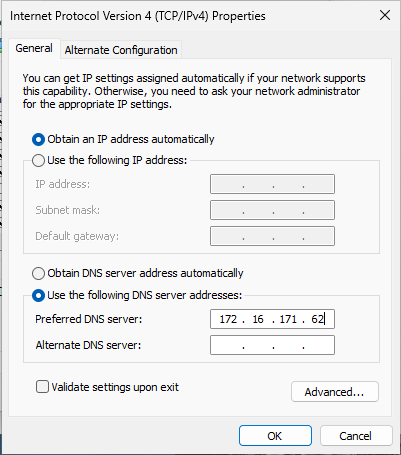 Internet Protocol Version 4 (TCP/IPv4) Properties
General
Alternate Configuration
You can get IP settings assigned automatically if your network supports
this capability. Otherwise, you need to ask your network administrator
for the appropriate IP settings.
Obtain an IP address automatically
Use the following IP address:
IP address: . . .
Subnet mask: . . .
Default gateway: . . .
Obtain DNS server address automatically
Use the following DNS server addresses:
Preferred DNS server: 172 . 16 . 171 . 62
Alternate DNS server: . . .
Validate settings upon exit
Advanced...
OK
Cancel